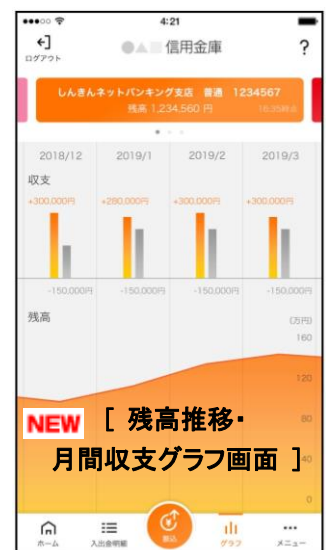 4:21
ログアウト
●▲■ 信用金庫
?
しんきんネットバンキング支店 普通 1234567
残高 1,234,560 円
16:35時点
2018/12 2019/1 2019/2 2019/3
収支
+300,000円 +280,000円 +300,000円 +300,000円
-150,000円 -150,000円 -150,000円 -150,000円
残高
(万円)
160
120
80
40
0
NEW [ 残高推移・
月間収支グラフ画面 ]
ホーム 入出金明細 振込 グラフ メニュー